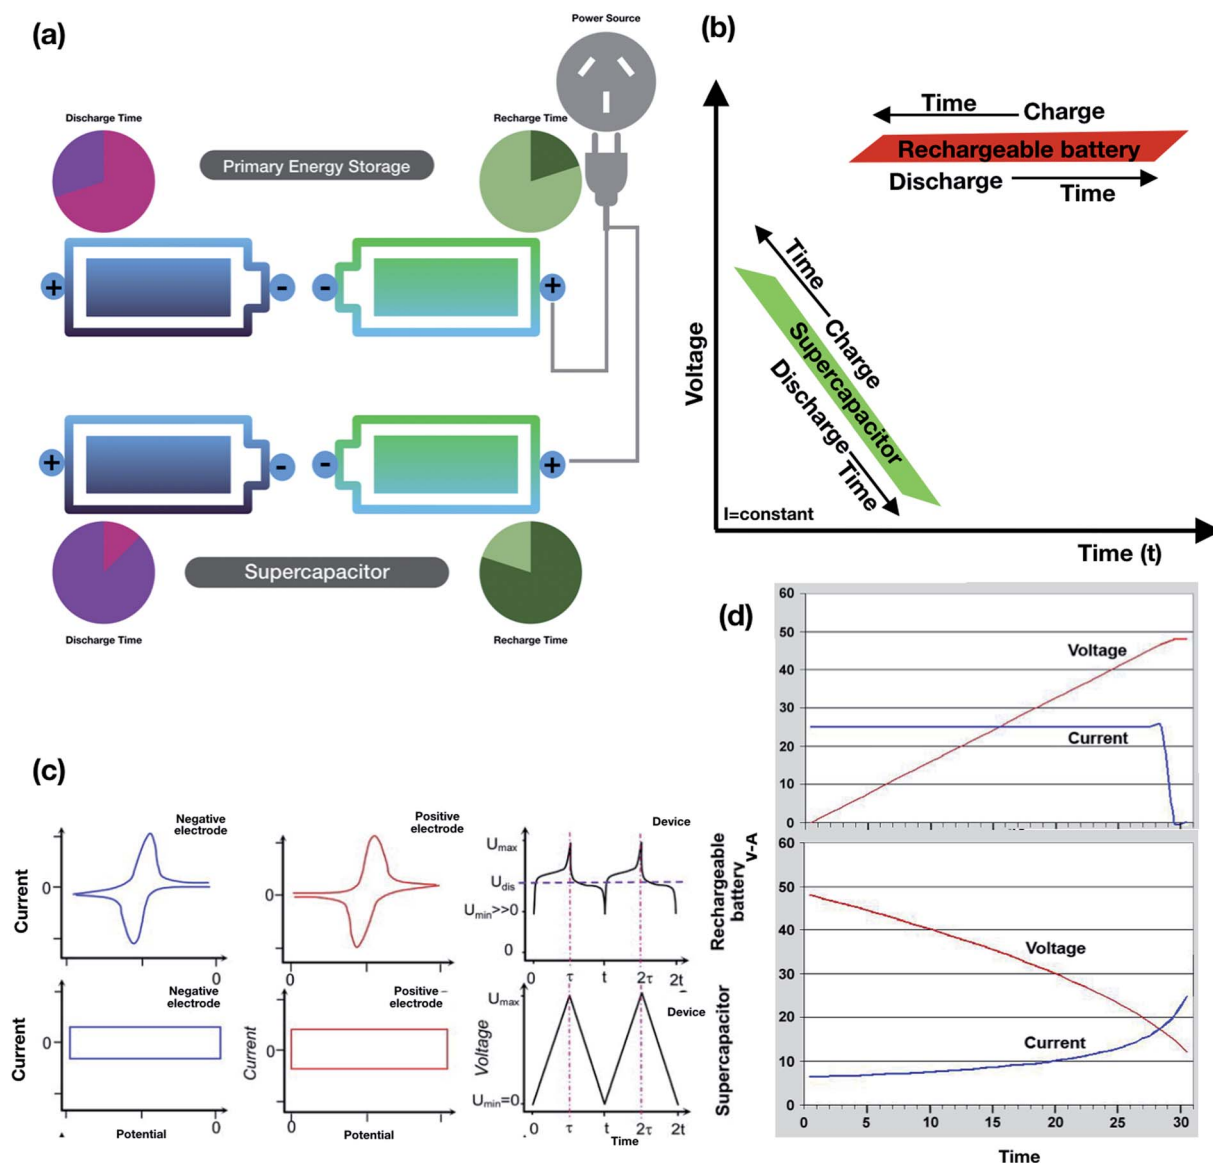 (a)
Power Source
Discharge Time
Recharge Time
Primary Energy Storage
+
-
-
+
+
-
-
+
Supercapacitor
Discharge Time
Recharge Time
(b)
Voltage
Time
Charge
Rechargeable battery
Discharge
Time
Time
Charge
Supercapacitor
Discharge
Time
I=constant
Time (t)
(c)
Current
0
Negative
electrode
0
Positive
electrode
0
0
Device
Umax
Udis
Umin>>0
0
0
τ
t
2τ
2t
Rechargeable
battery
Current
0
Negative
electrode
0
Potential
Current
0
Positive
electrode
0
Potential
Voltage
Umax
Umin=0
Device
0
τ
t
2τ
2t
Time
Supercapacitor
(d)
60
50
40
30
20
10
0
Voltage
Current
V-A
60
50
40
30
20
10
0
Voltage
Current
0
5
10
15
20
25
30
Time